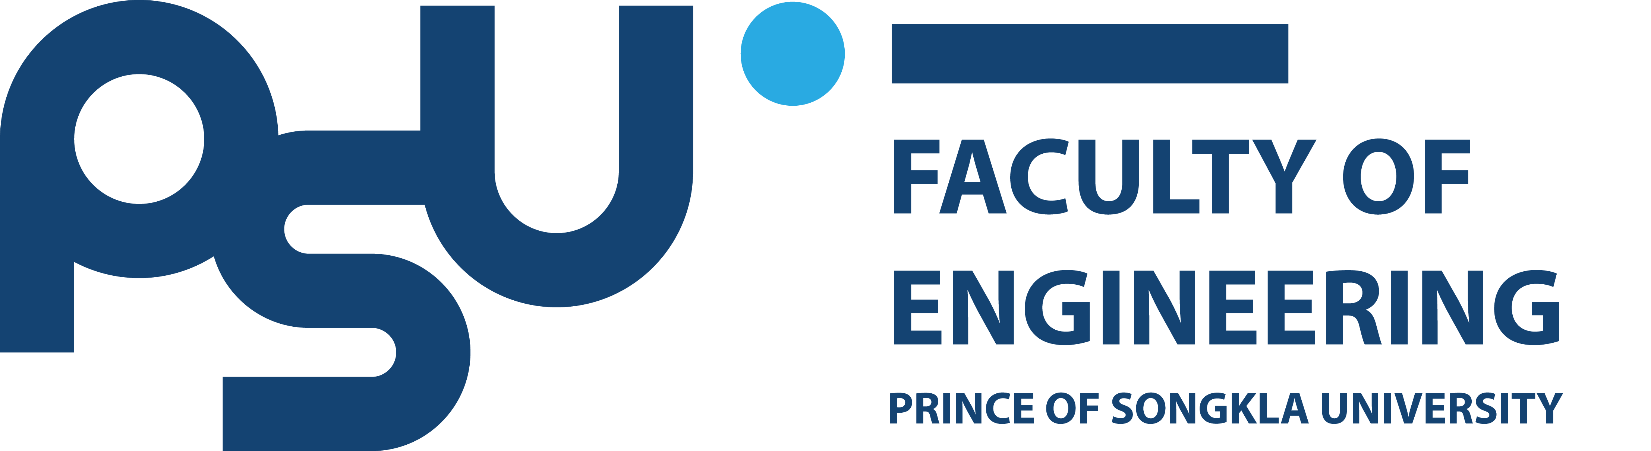 PSU
FACULTY OF
ENGINEERING
PRINCE OF SONGKLA UNIVERSITY